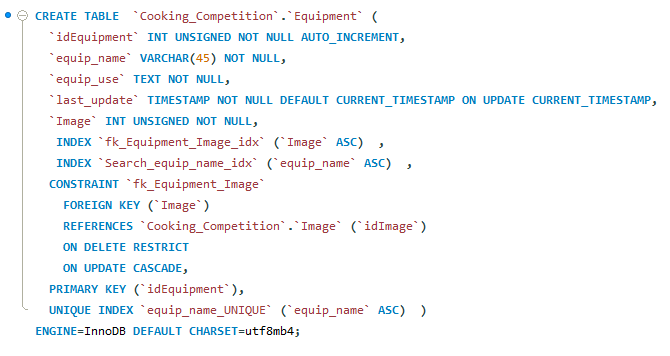 CREATE TABLE `Cooking_Competition`.`Equipment` (
`idEquipment` INT UNSIGNED NOT NULL AUTO_INCREMENT,
`equip_name` VARCHAR(45) NOT NULL,
`equip_use` TEXT NOT NULL,
`last_update` TIMESTAMP NOT NULL DEFAULT CURRENT_TIMESTAMP ON UPDATE CURRENT_TIMESTAMP,
`Image` INT UNSIGNED NOT NULL,
INDEX `fk_Equipment_Image_idx` (`Image` ASC) ,
INDEX `Search_equip_name_idx` (`equip_name` ASC) ,
CONSTRAINT `fk_Equipment_Image`
FOREIGN KEY (`Image`)
REFERENCES `Cooking_Competition`.`Image` (`idImage`)
ON DELETE RESTRICT
ON UPDATE CASCADE,
PRIMARY KEY (`idEquipment`),
UNIQUE INDEX `equip_name_UNIQUE` (`equip_name` ASC) )
ENGINE=InnoDB DEFAULT CHARSET=utf8mb4;